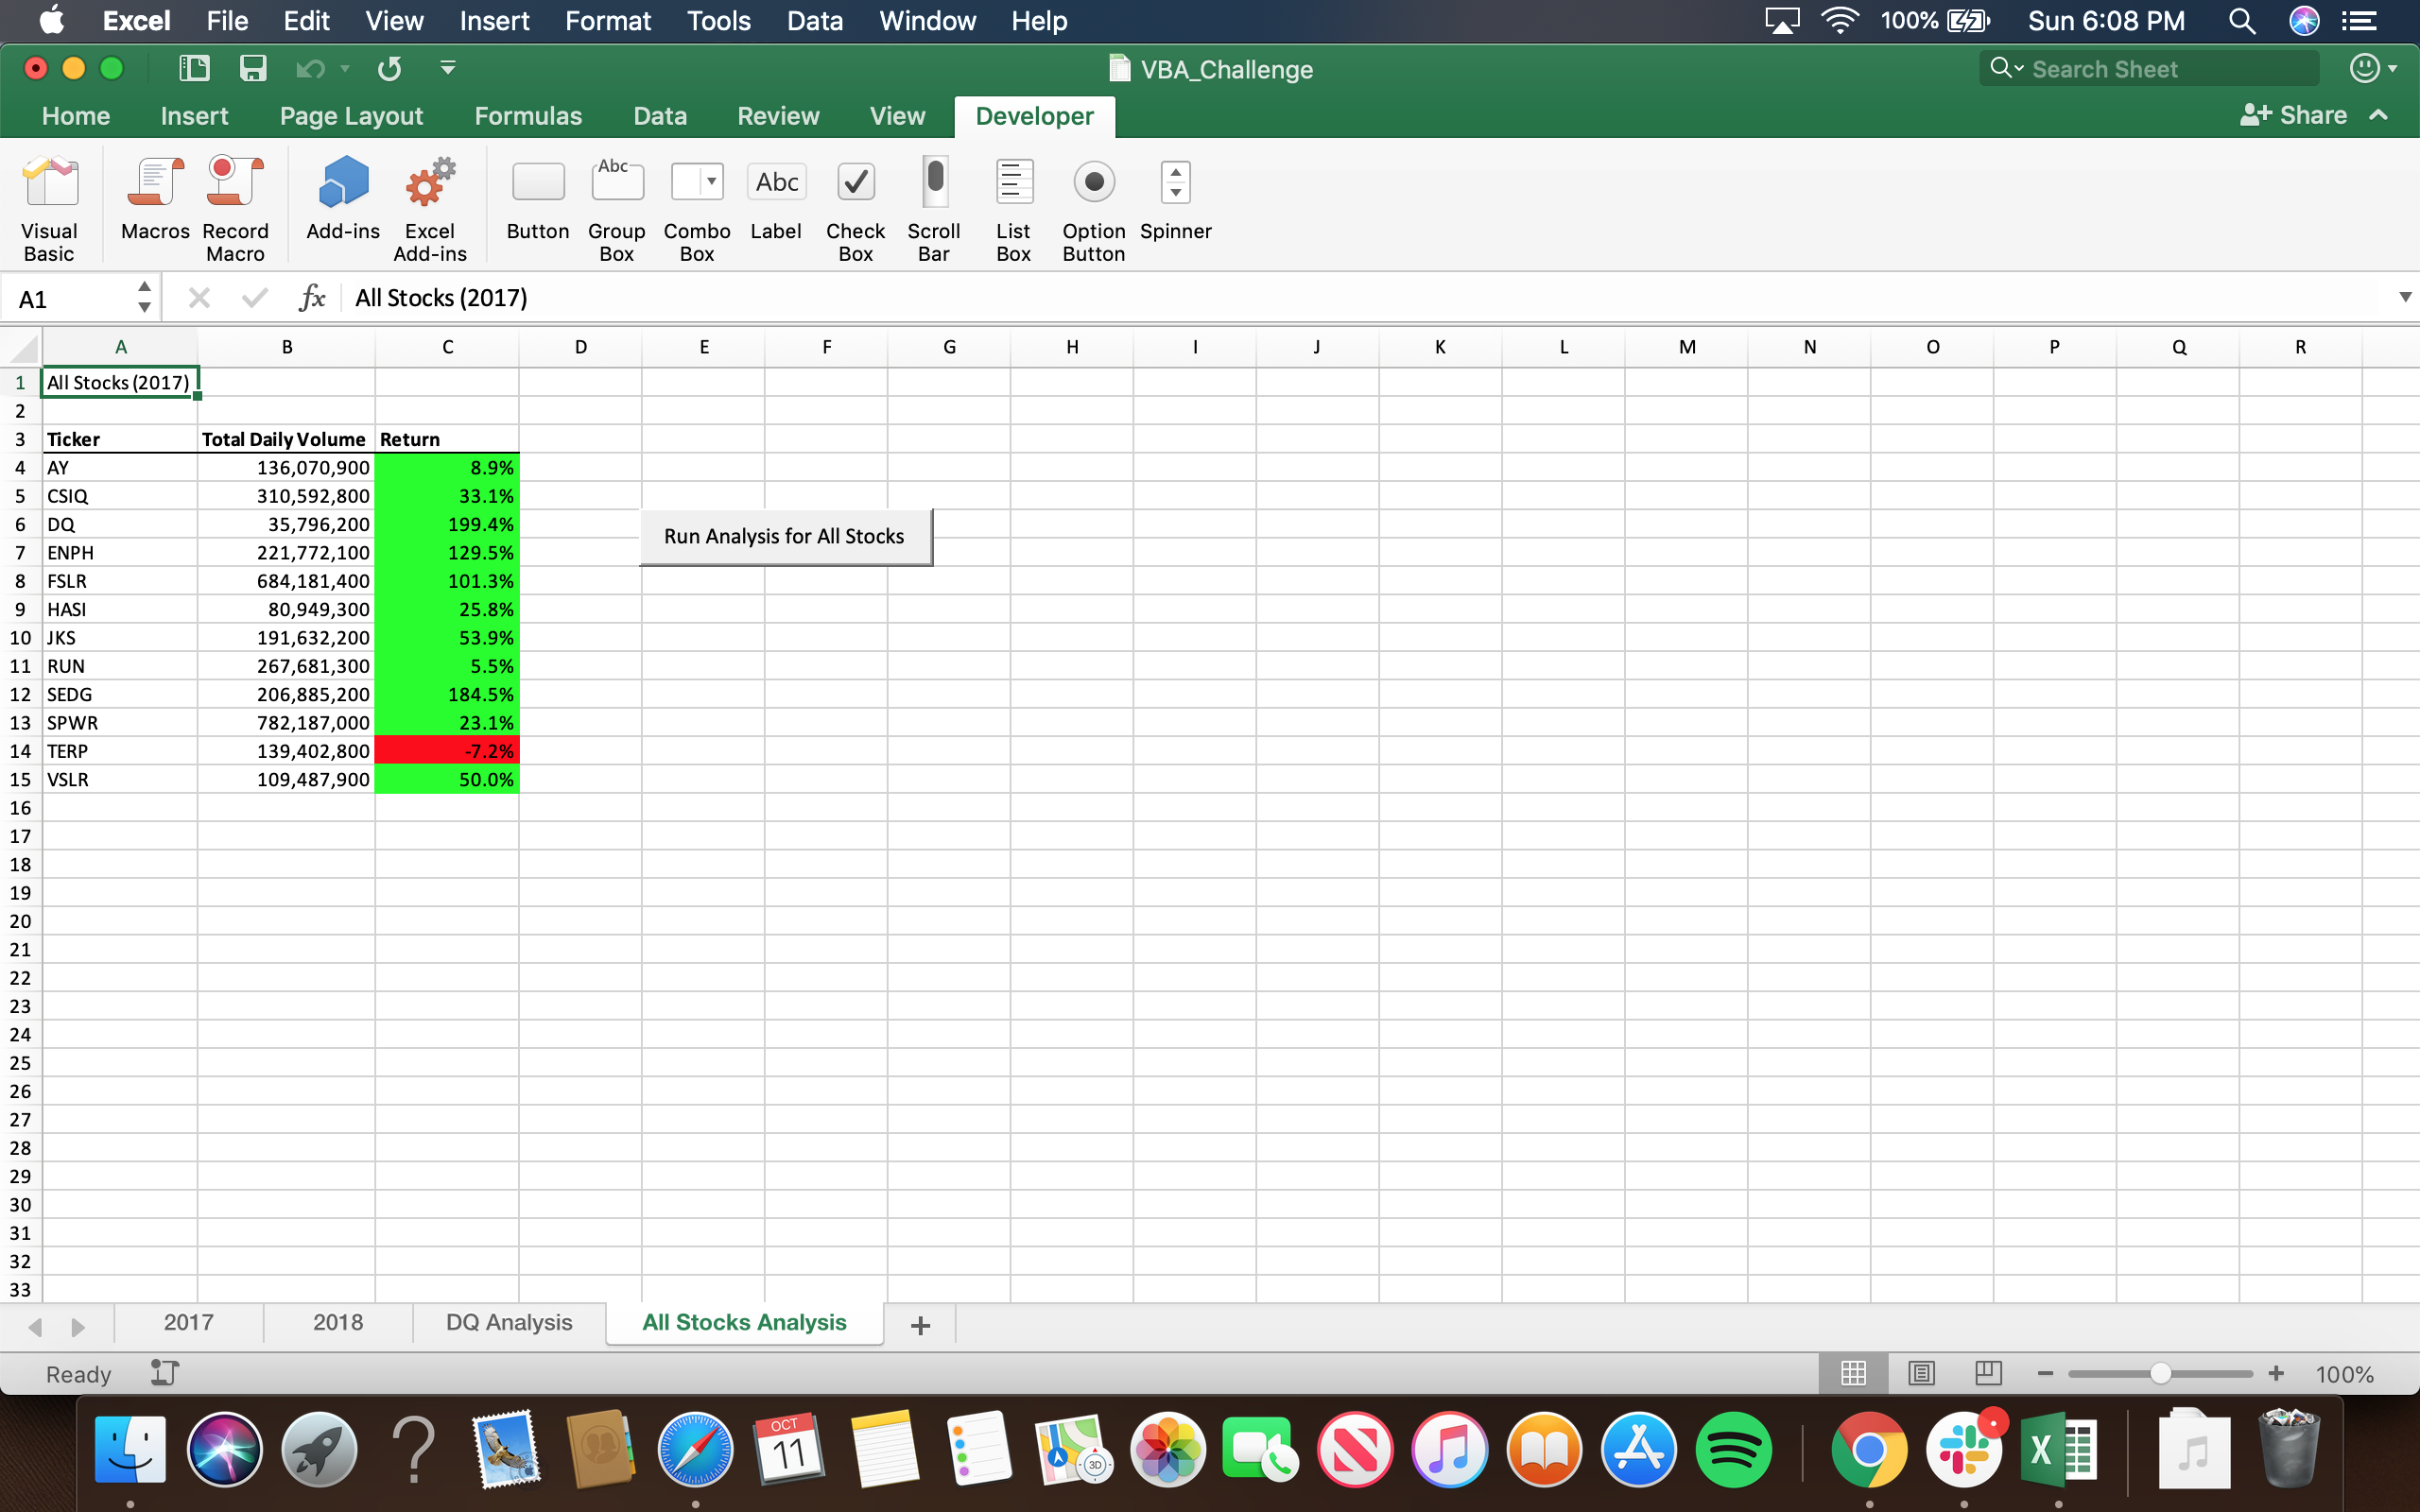 Excel File Edit View Insert Format Tools Data Window Help 100% Sun 6:08 PM
VBA_Challenge Search Sheet
Home Insert Page Layout Formulas Data Review View Developer Share
Visual Basic Macros Record Macro Add-ins Excel Add-ins Button Abc Group Box Combo Box Abc Label Check Box Scroll Bar List Box Option Button Spinner
A1 fx All Stocks (2017)
A B C D E F G H I J K L M N O P Q R
1 All Stocks (2017)
2
3 Ticker Total Daily Volume Return
4 AY 136,070,900 8.9%
5 CSIQ 310,592,800 33.1%
6 DQ 35,796,200 199.4%
Run Analysis for All Stocks
7 ENPH 221,772,100 129.5%
8 FSLR 684,181,400 101.3%
9 HASI 80,949,300 25.8%
10 JKS 191,632,200 53.9%
11 RUN 267,681,300 5.5%
12 SEDG 206,885,200 184.5%
13 SPWR 782,187,000 23.1%
14 TERP 139,402,800 -7.2%
15 VSLR 109,487,900 50.0%
16
17
18
19
20
21
22
23
24
25
26
27
28
29
30
31
32
33
2017 2018 DQ Analysis All Stocks Analysis +
Ready 100%
OCT
11
3D
X